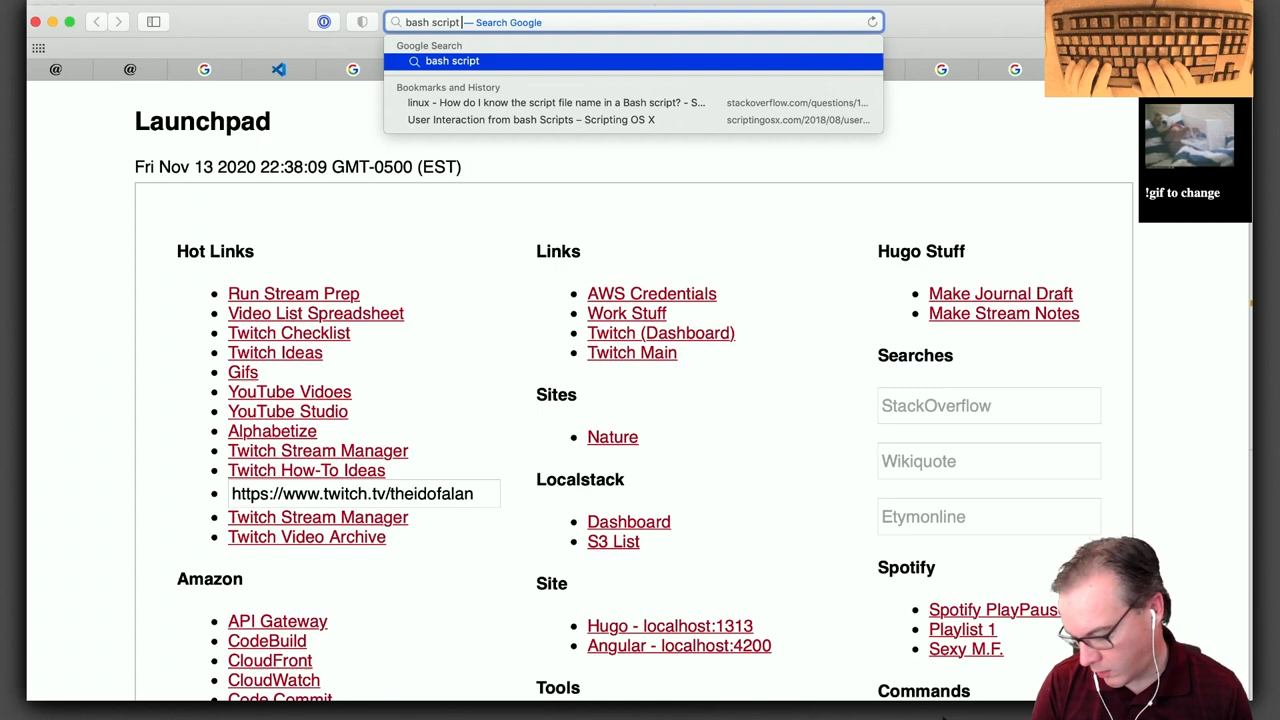 bash script — Search Google
Google Search
bash script
Bookmarks and History
linux - How do I know the script file name in a Bash script? - S... stackoverflow.com/questions/1...
User Interaction from bash Scripts – Scripting OS X scriptingosx.com/2018/08/user...
!gif to change
Launchpad
Fri Nov 13 2020 22:38:09 GMT-0500 (EST)
Hot Links
Run Stream Prep
Video List Spreadsheet
Twitch Checklist
Twitch Ideas
Gifs
YouTube Vidoes
YouTube Studio
Alphabetize
Twitch Stream Manager
Twitch How-To Ideas
https://www.twitch.tv/theidofalan
Twitch Stream Manager
Twitch Video Archive
Amazon
API Gateway
CodeBuild
CloudFront
CloudWatch
Code Commit
Links
AWS Credentials
Work Stuff
Twitch (Dashboard)
Twitch Main
Sites
Nature
Localstack
Dashboard
S3 List
Site
Hugo - localhost:1313
Angular - localhost:4200
Tools
Hugo Stuff
Make Journal Draft
Make Stream Notes
Searches
StackOverflow
Wikiquote
Etymonline
Spotify
Spotify PlayPaus
Playlist 1
Sexy M.F.
Commands